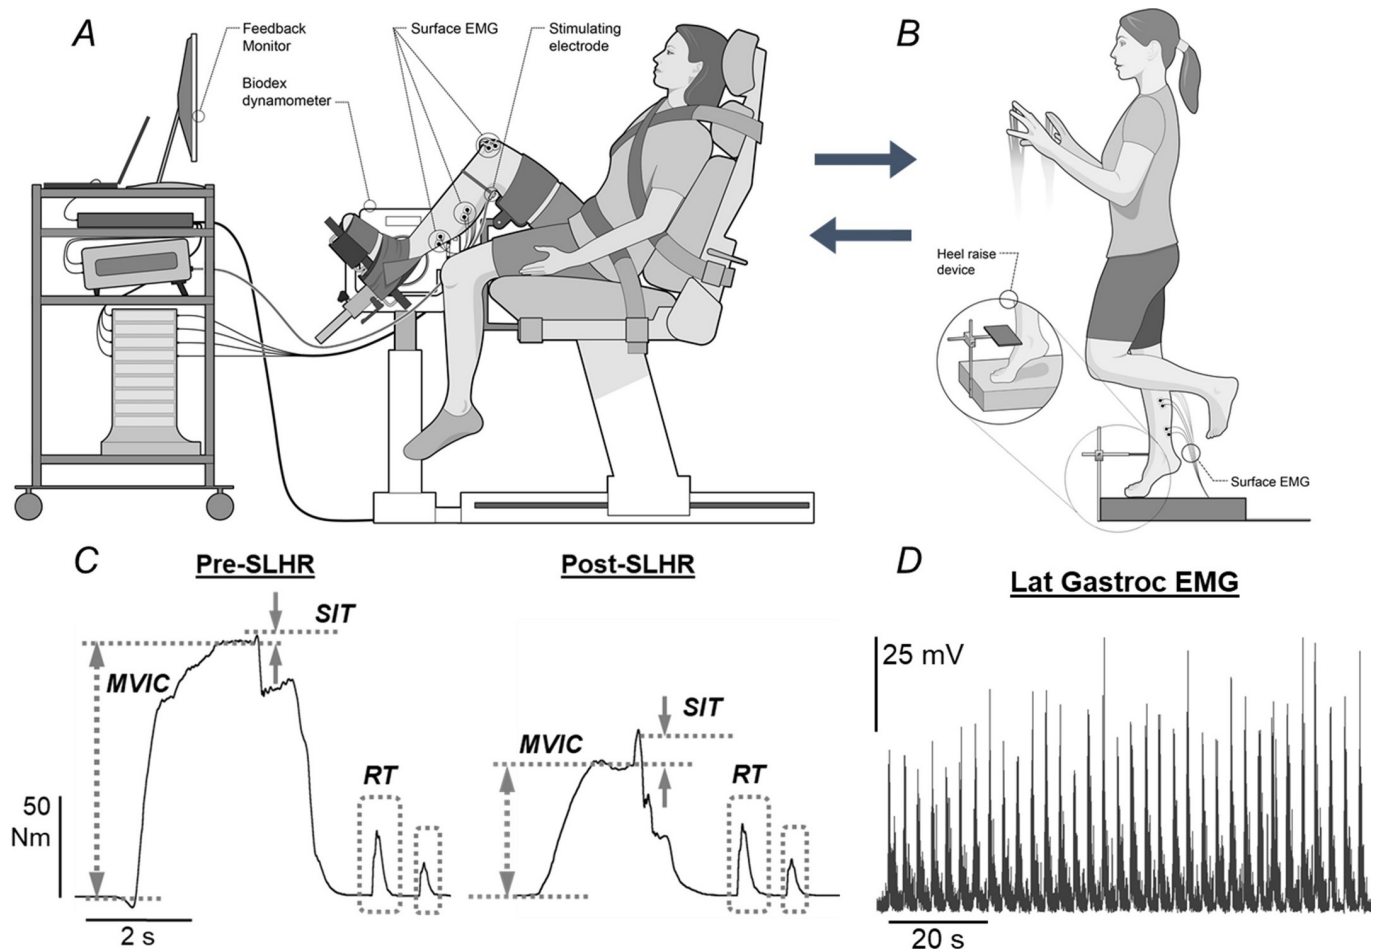 A
Feedback
Monitor
Biodex
dynamometer
Surface EMG
Stimulating
electrode
B
Heel raise
device
Surface EMG
C
Pre-SLHR
SIT
MVIC
RT
50
Nm
2 s
Post-SLHR
SIT
MVIC
RT
D
Lat Gastroc EMG
25 mV
20 s